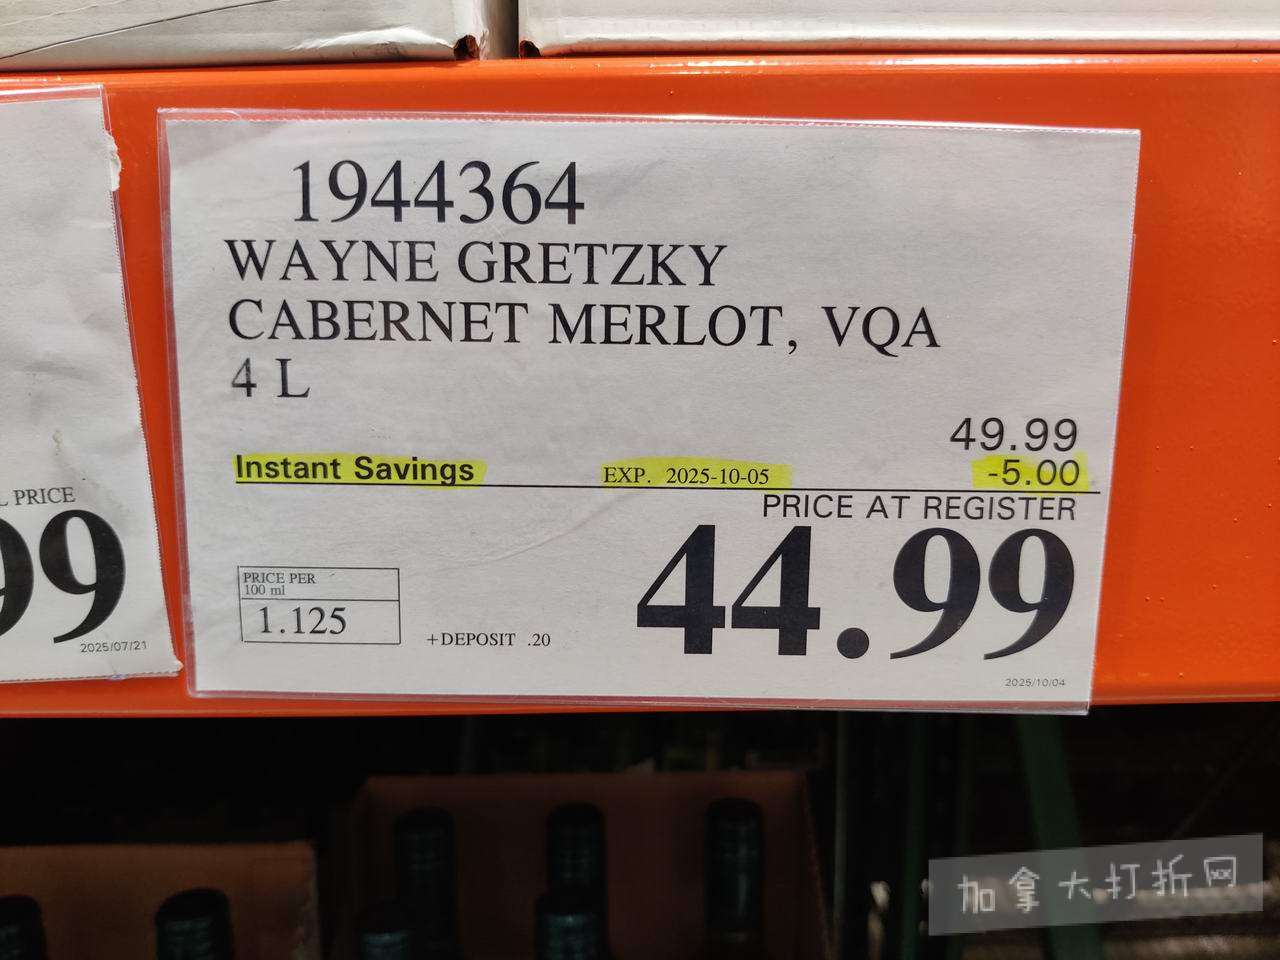 1944364
WAYNE GRETZKY
CABERNET MERLOT, VQA
4 L
49.99
Instant Savings EXP. 2025-10-05 -5.00
PRICE AT REGISTER
44.99
PRICE PER
100 ml
1.125
+DEPOSIT .20
2025/10/04
PRICE
99
2025/07/21
加拿大打折网